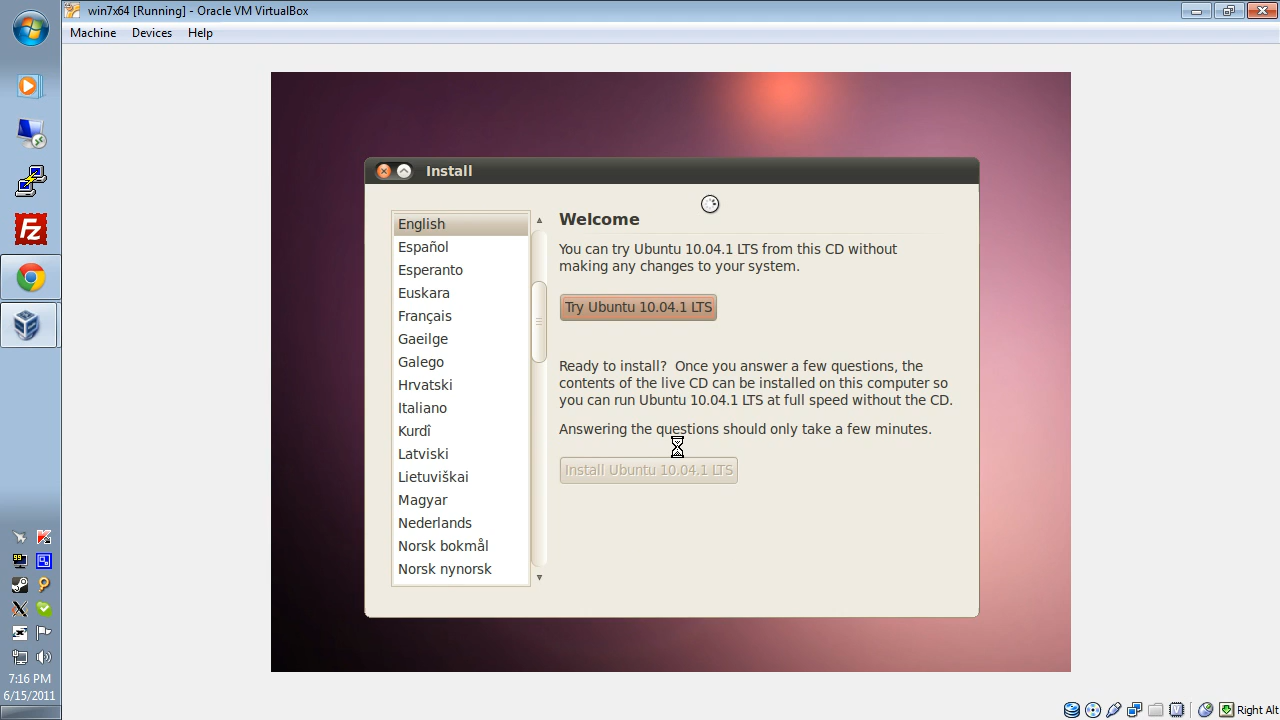 win7x64 [Running] - Oracle VM VirtualBox
Machine Devices Help
Install
English
Español
Esperanto
Euskara
Français
Gaeilge
Galego
Hrvatski
Italiano
Kurdî
Latviski
Lietuviškai
Magyar
Nederlands
Norsk bokmål
Norsk nynorsk
Welcome
You can try Ubuntu 10.04.1 LTS from this CD without
making any changes to your system.
Try Ubuntu 10.04.1 LTS
Ready to install? Once you answer a few questions, the
contents of the live CD can be installed on this computer so
you can run Ubuntu 10.04.1 LTS at full speed without the CD.
Answering the questions should only take a few minutes.
Install Ubuntu 10.04.1 LTS
Fz
99
7:16 PM
6/15/2011
Right Alt